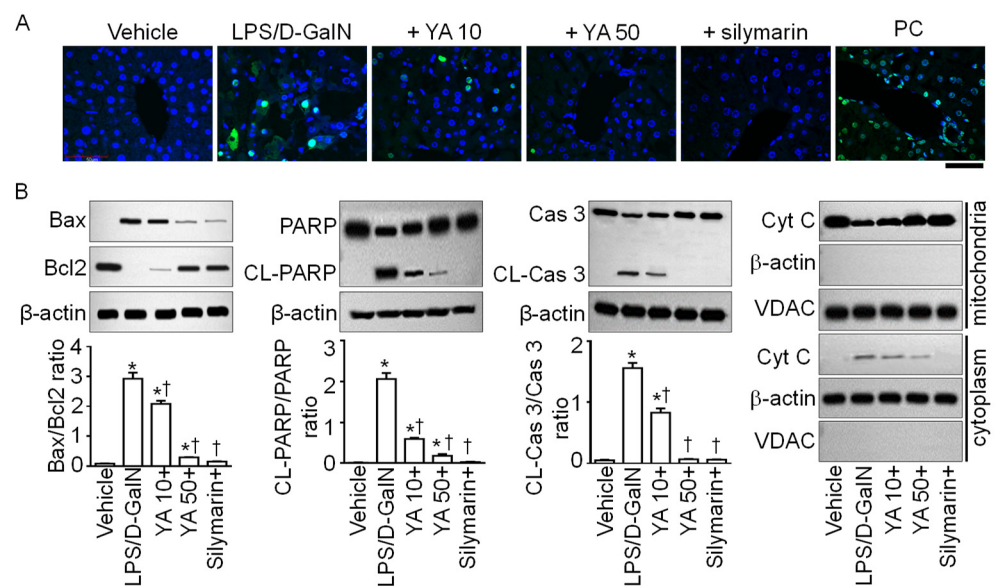 A
Vehicle
LPS/D-GalN
+ YA 10
+ YA 50
+ silymarin
PC
B
Bax
Bcl2
β-actin
Bax/Bcl2 ratio
4
3
2
1
0
*
*†
*†
†
Vehicle
LPS/D-GalN
YA 10+
YA 50+
Silymarin+
PARP
CL-PARP
β-actin
CL-PARP/PARP
ratio
3
2
1
0
*
*†
*†
†
Vehicle
LPS/D-GalN
YA 10+
YA 50+
Silymarin+
Cas 3
CL-Cas 3
β-actin
CL-Cas 3/Cas 3
ratio
2
1
0
*
*†
†
†
Vehicle
LPS/D-GalN
YA 10+
YA 50+
Silymarin+
Cyt C
β-actin
VDAC
mitochondria
Cyt C
β-actin
VDAC
cytoplasm
Vehicle
LPS/D-GalN
YA 10+
YA 50+
Silymarin+